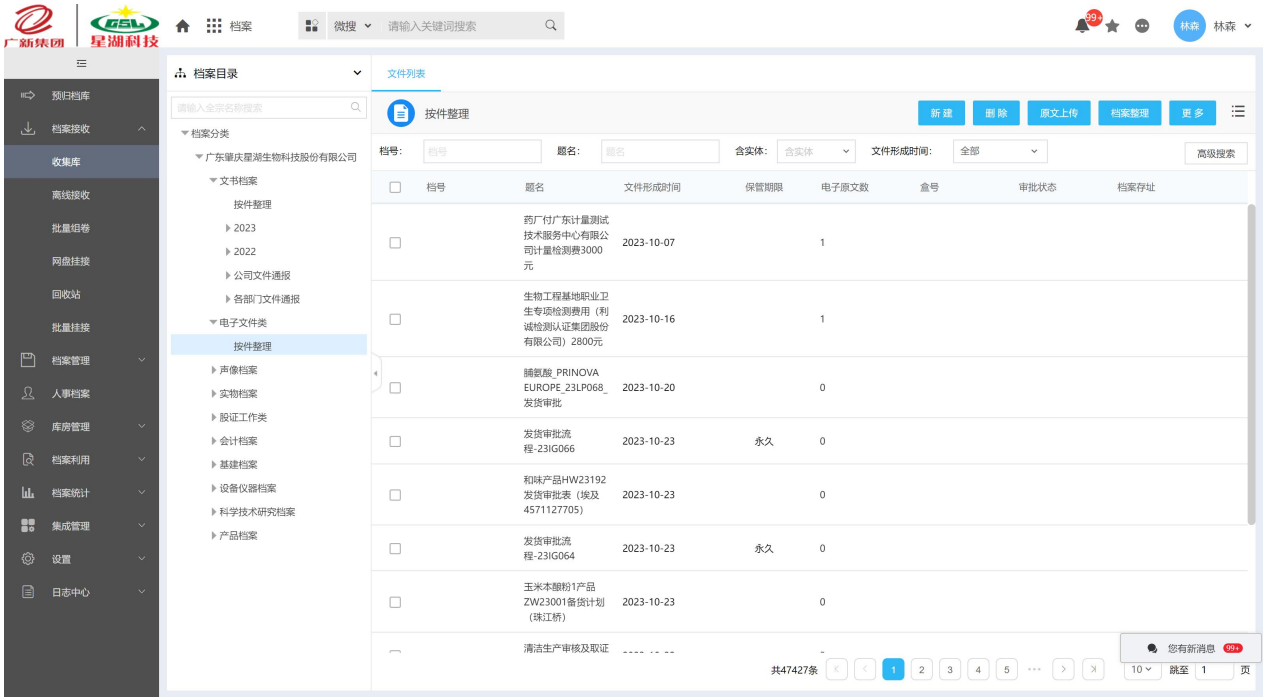 广新集团
GSL
星湖科技
档案
微搜
请输入关键词搜索
99+
林森
林森
预归档库
档案接收
收集库
离线接收
批量组卷
网盘挂接
回收站
批量挂接
档案管理
人事档案
库房管理
档案利用
档案统计
集成管理
设置
日志中心
档案目录
请输入全宗名称搜索
档案分类
广东肇庆星湖生物科技股份有限公司
文书档案
按件整理
2023
2022
公司文件通报
各部门文件通报
电子文件类
按件整理
声像档案
实物档案
股证工作类
会计档案
基建档案
设备仪器档案
科学技术研究档案
产品档案
文件列表
按件整理
新 建
删 除
原文上传
档案整理
更 多
档号：
档号
题名：
题名
含实体：
含实体
文件形成时间：
全部
高级搜索
档号 题名 文件形成时间 保管期限 电子原文数 盒号 审批状态 档案存址
药厂付广东计量测试
技术服务中心有限公
司计量检测费3000
元
2023-10-07 1
生物工程基地职业卫
生专项检测费用（利
诚检测认证集团股份
有限公司）2800元
2023-10-16 1
脯氨酸_PRINOVA
EUROPE_23LP068_
发货审批
2023-10-20 0
发货审批流
程-23IG066
2023-10-23 永久 0
和味产品HW23192
发货审批表（埃及
4571127705）
2023-10-23 0
发货审批流
程-23IG064
2023-10-23 永久 0
玉米本酿粉1产品
ZW23001备货计划
（珠江桥）
2023-10-23 0
清洁生产审核及取证
您有新消息 99+
共47427条 1 2 3 4 5 ··· 10 跳至 1 页